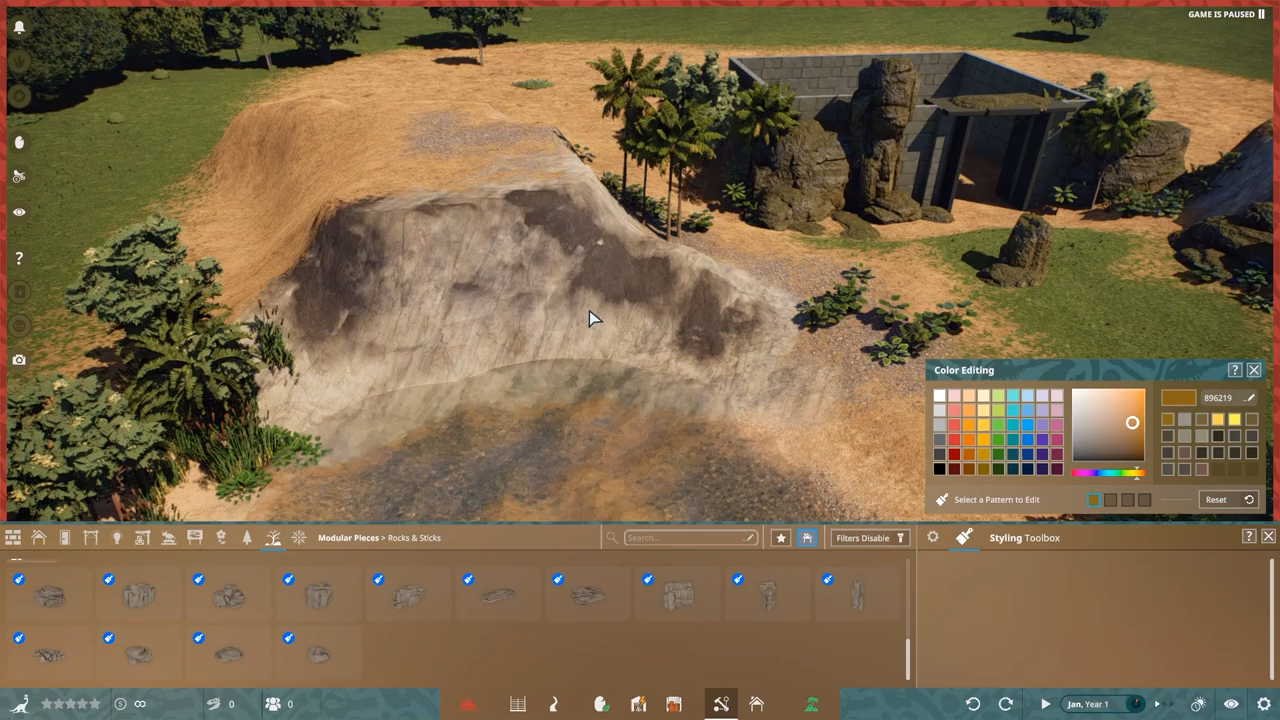 GAME IS PAUSED
Color Editing
?
896219
Select a Pattern to Edit
Reset
Modular Pieces > Rocks & Sticks
Search...
Filters Disable
Styling Toolbox
?
?
0
0
Jan, Year 1